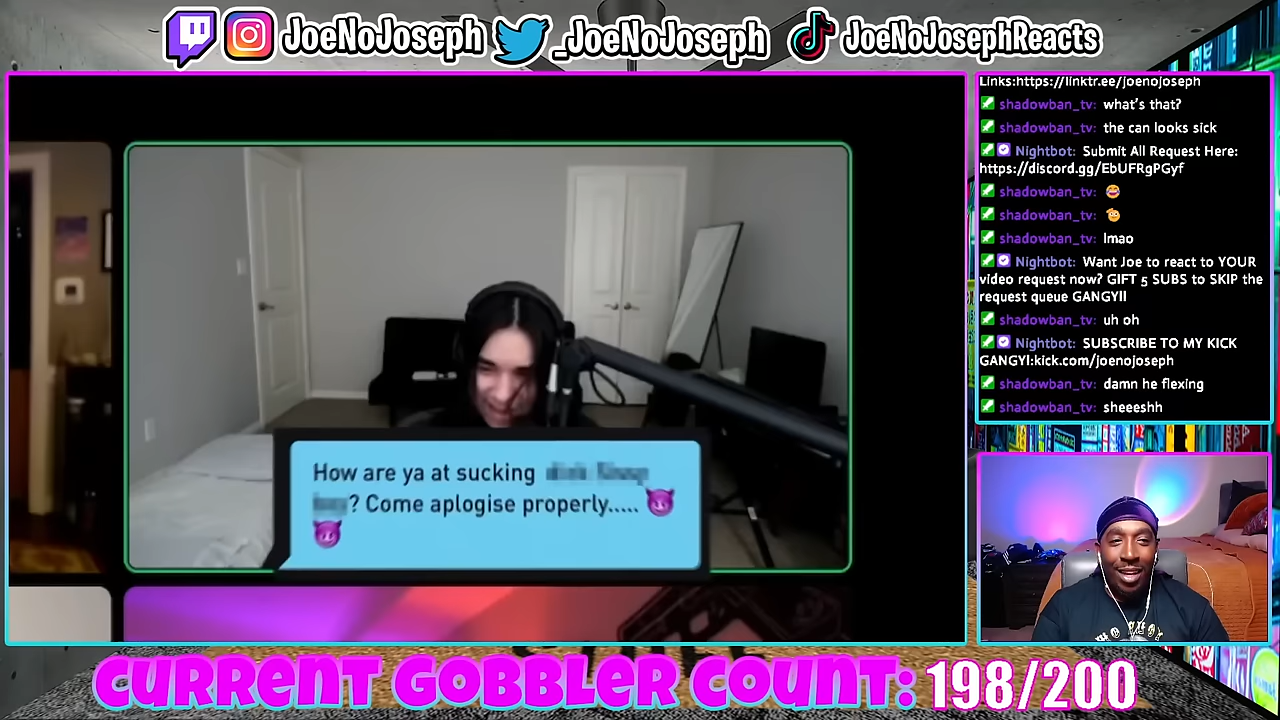 JoeNoJoseph _JoeNoJoseph JoeNoJosephReacts
Links:https://linktr.ee/joenojoseph
shadowban_tv: what's that?
shadowban_tv: the can looks sick
Nightbot: Submit All Request Here:
https://discord.gg/EbUFRgPGyf
shadowban_tv: 😂
shadowban_tv: 🥴
shadowban_tv: lmao
Nightbot: Want Joe to react to YOUR
video request now? GIFT 5 SUBS to SKIP the
request queue GANGY!!
shadowban_tv: uh oh
Nightbot: SUBSCRIBE TO MY KICK
GANGY!:kick.com/joenojoseph
shadowban_tv: damn he flexing
shadowban_tv: sheeeshh
How are ya at sucking
? Come aplogise properly..... 😈
😈
CURRENT GOBBLER COUNT: 198/200